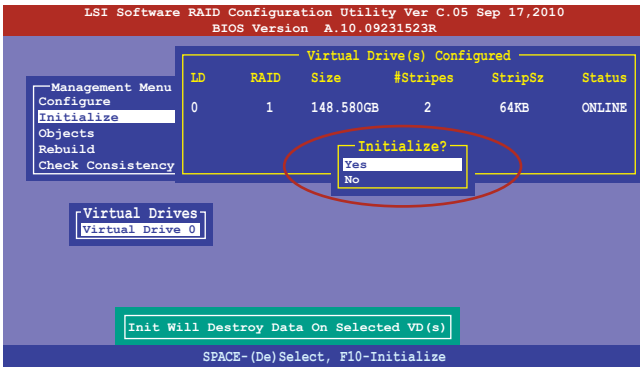 LSI Software RAID Configuration Utility Ver C.05 Sep 17,2010
BIOS Version A.10.09231523R
Virtual Drive(s) Configured
LD RAID Size #Stripes StripSz Status
0 1 148.580GB 2 64KB ONLINE
Management Menu
Configure
Initialize
Objects
Rebuild
Check Consistency
Initialize?
Yes
No
Virtual Drives
Virtual Drive 0
Init Will Destroy Data On Selected VD(s)
SPACE-(De)Select, F10-Initialize